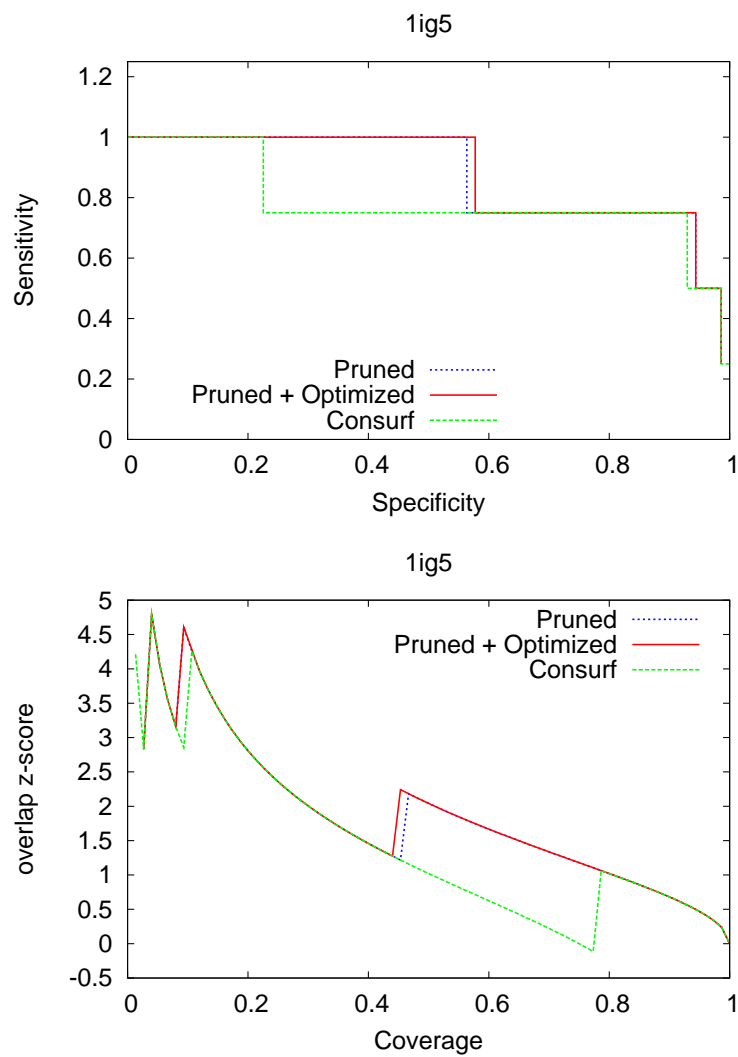 1ig5
1.2
1
0.8
0.6
0.4
0.2
0
Sensitivity
Pruned
Pruned + Optimized
Consurf
0 0.2 0.4 0.6 0.8 1
Specificity
1ig5
5
4.5
4
3.5
3
2.5
2
1.5
1
0.5
0
-0.5
overlap z-score
Pruned
Pruned + Optimized
Consurf
0 0.2 0.4 0.6 0.8 1
Coverage